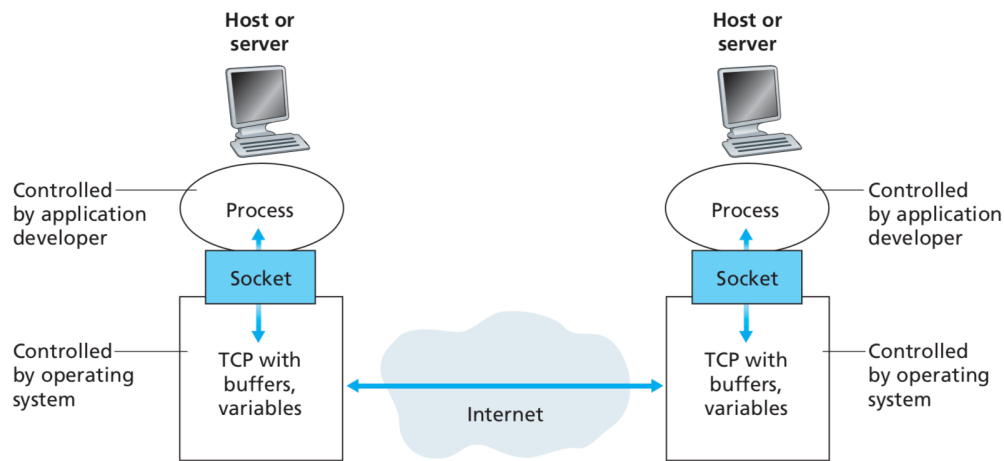 Host or
server
Host or
server
Controlled
by application
developer
Process
Process
Controlled
by application
developer
Socket
Socket
Controlled
by operating
system
TCP with
buffers,
variables
Internet
TCP with
buffers,
variables
Controlled
by operating
system